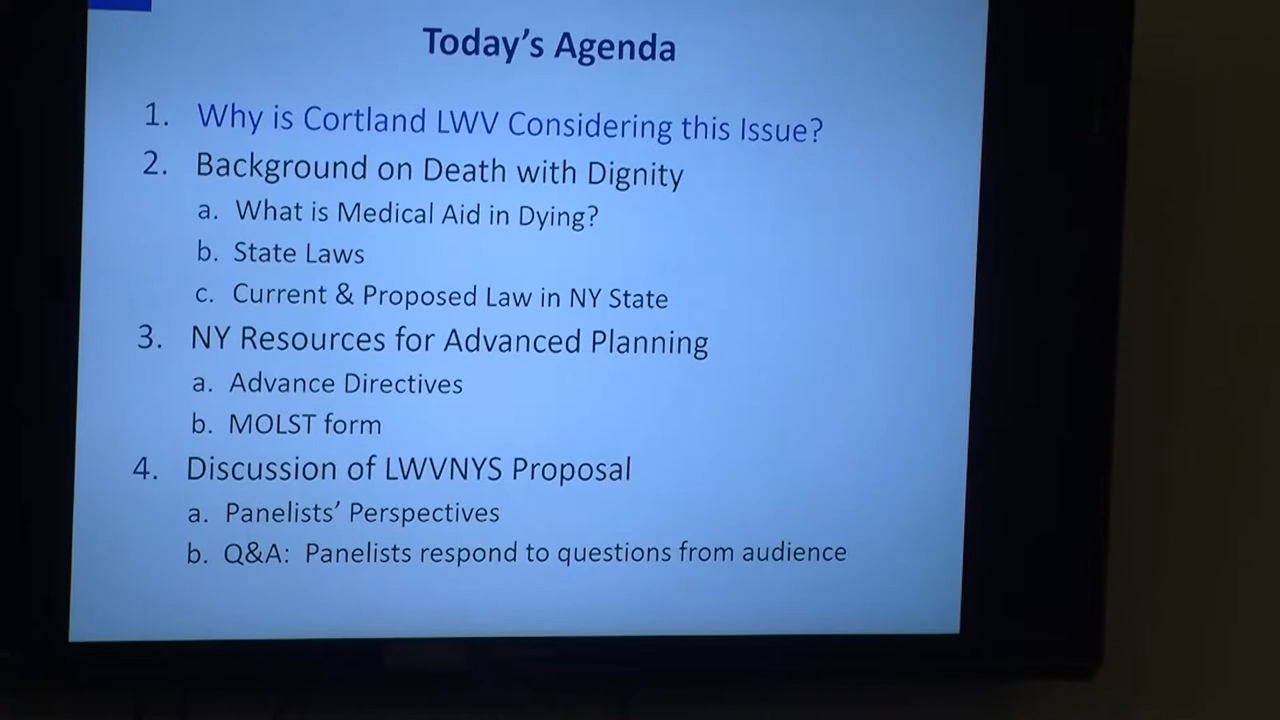 Today's Agenda
1. Why is Cortland LWV Considering this Issue?
2. Background on Death with Dignity
a. What is Medical Aid in Dying?
b. State Laws
c. Current & Proposed Law in NY State
3. NY Resources for Advanced Planning
a. Advance Directives
b. MOLST form
4. Discussion of LWVNYS Proposal
a. Panelists' Perspectives
b. Q&A: Panelists respond to questions from audience